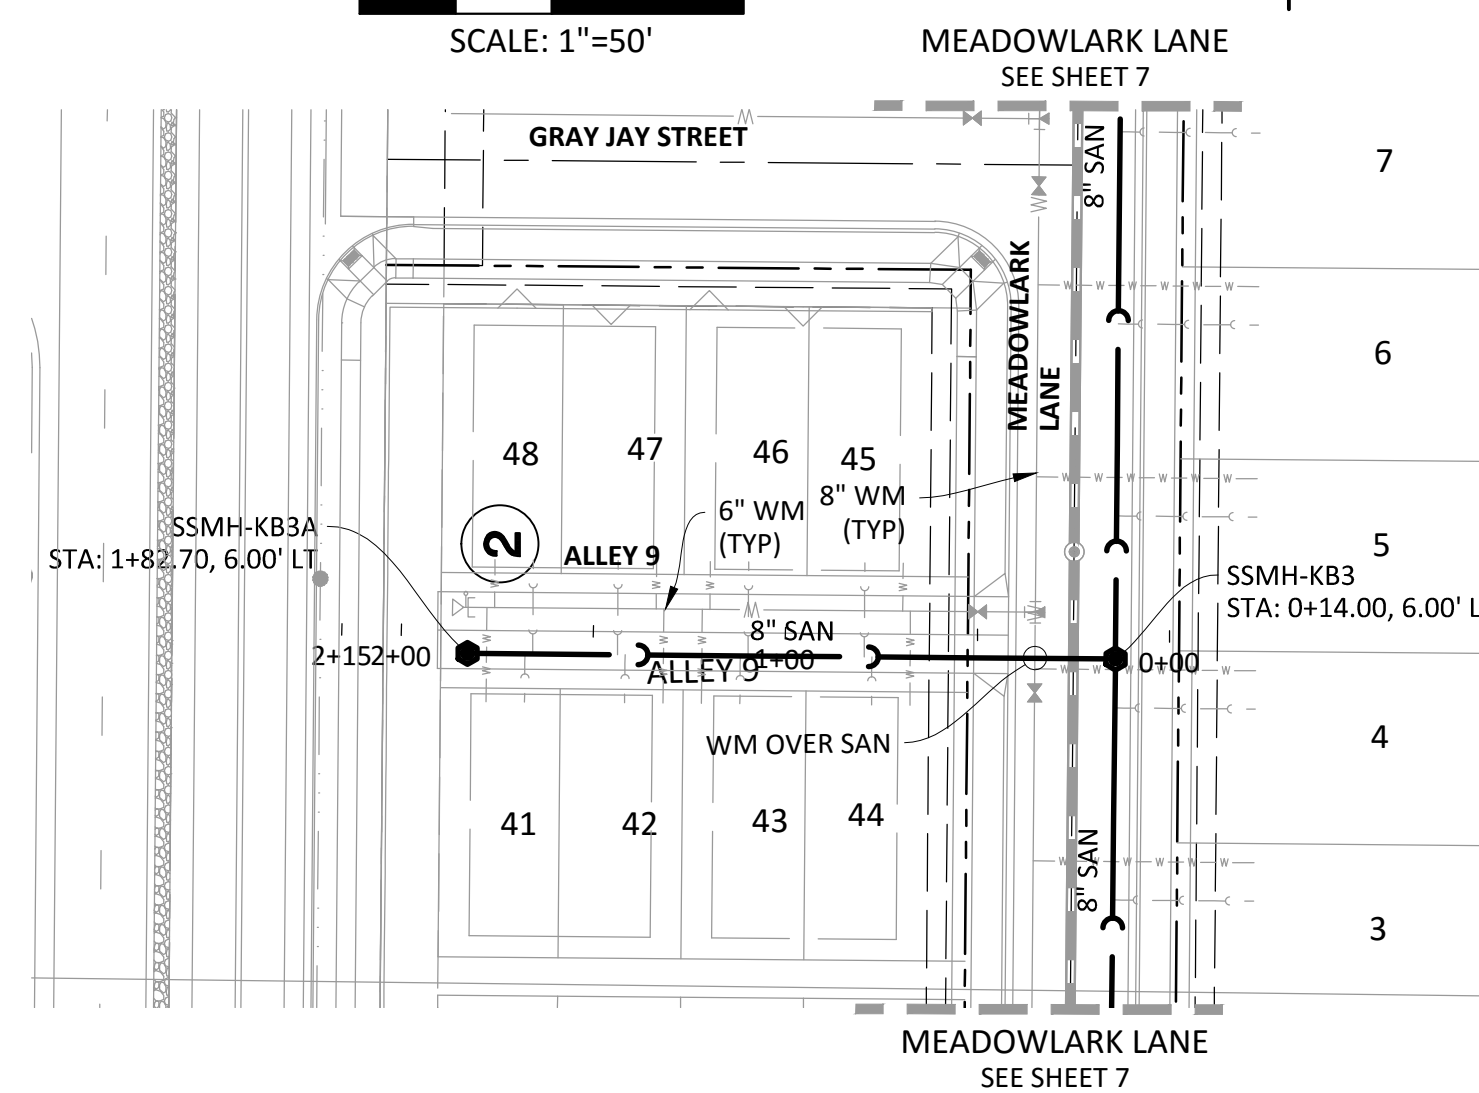 SCALE: 1"=50'
MEADOWLARK LANE
SEE SHEET 7
GRAY JAY STREET
8" SAN
7
MEADOWLARK
LANE
6
48
47
46
45
8" WM
(TYP)
6" WM
(TYP)
SSMH-KB3A
STA: 1+82.70, 6.00' LT
2
ALLEY 9
5
SSMH-KB3
STA: 0+14.00, 6.00' L
8" SAN
2+15
2+00
1+00
0+00
ALLEY 9
WM OVER SAN
4
41
42
43
44
8" SAN
3
MEADOWLARK LANE
SEE SHEET 7